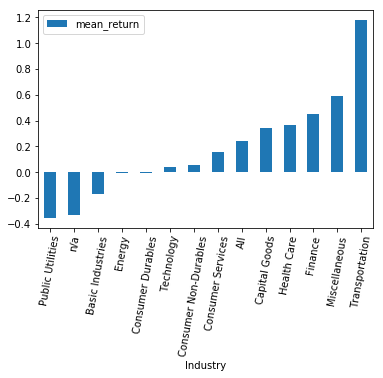 mean_return
1.2
1.0
0.8
0.6
0.4
0.2
0.0
−0.2
−0.4
Public Utilities
n/a
Basic Industries
Energy
Consumer Durables
Technology
Consumer Non-Durables
Consumer Services
All
Capital Goods
Health Care
Finance
Miscellaneous
Transportation
Industry